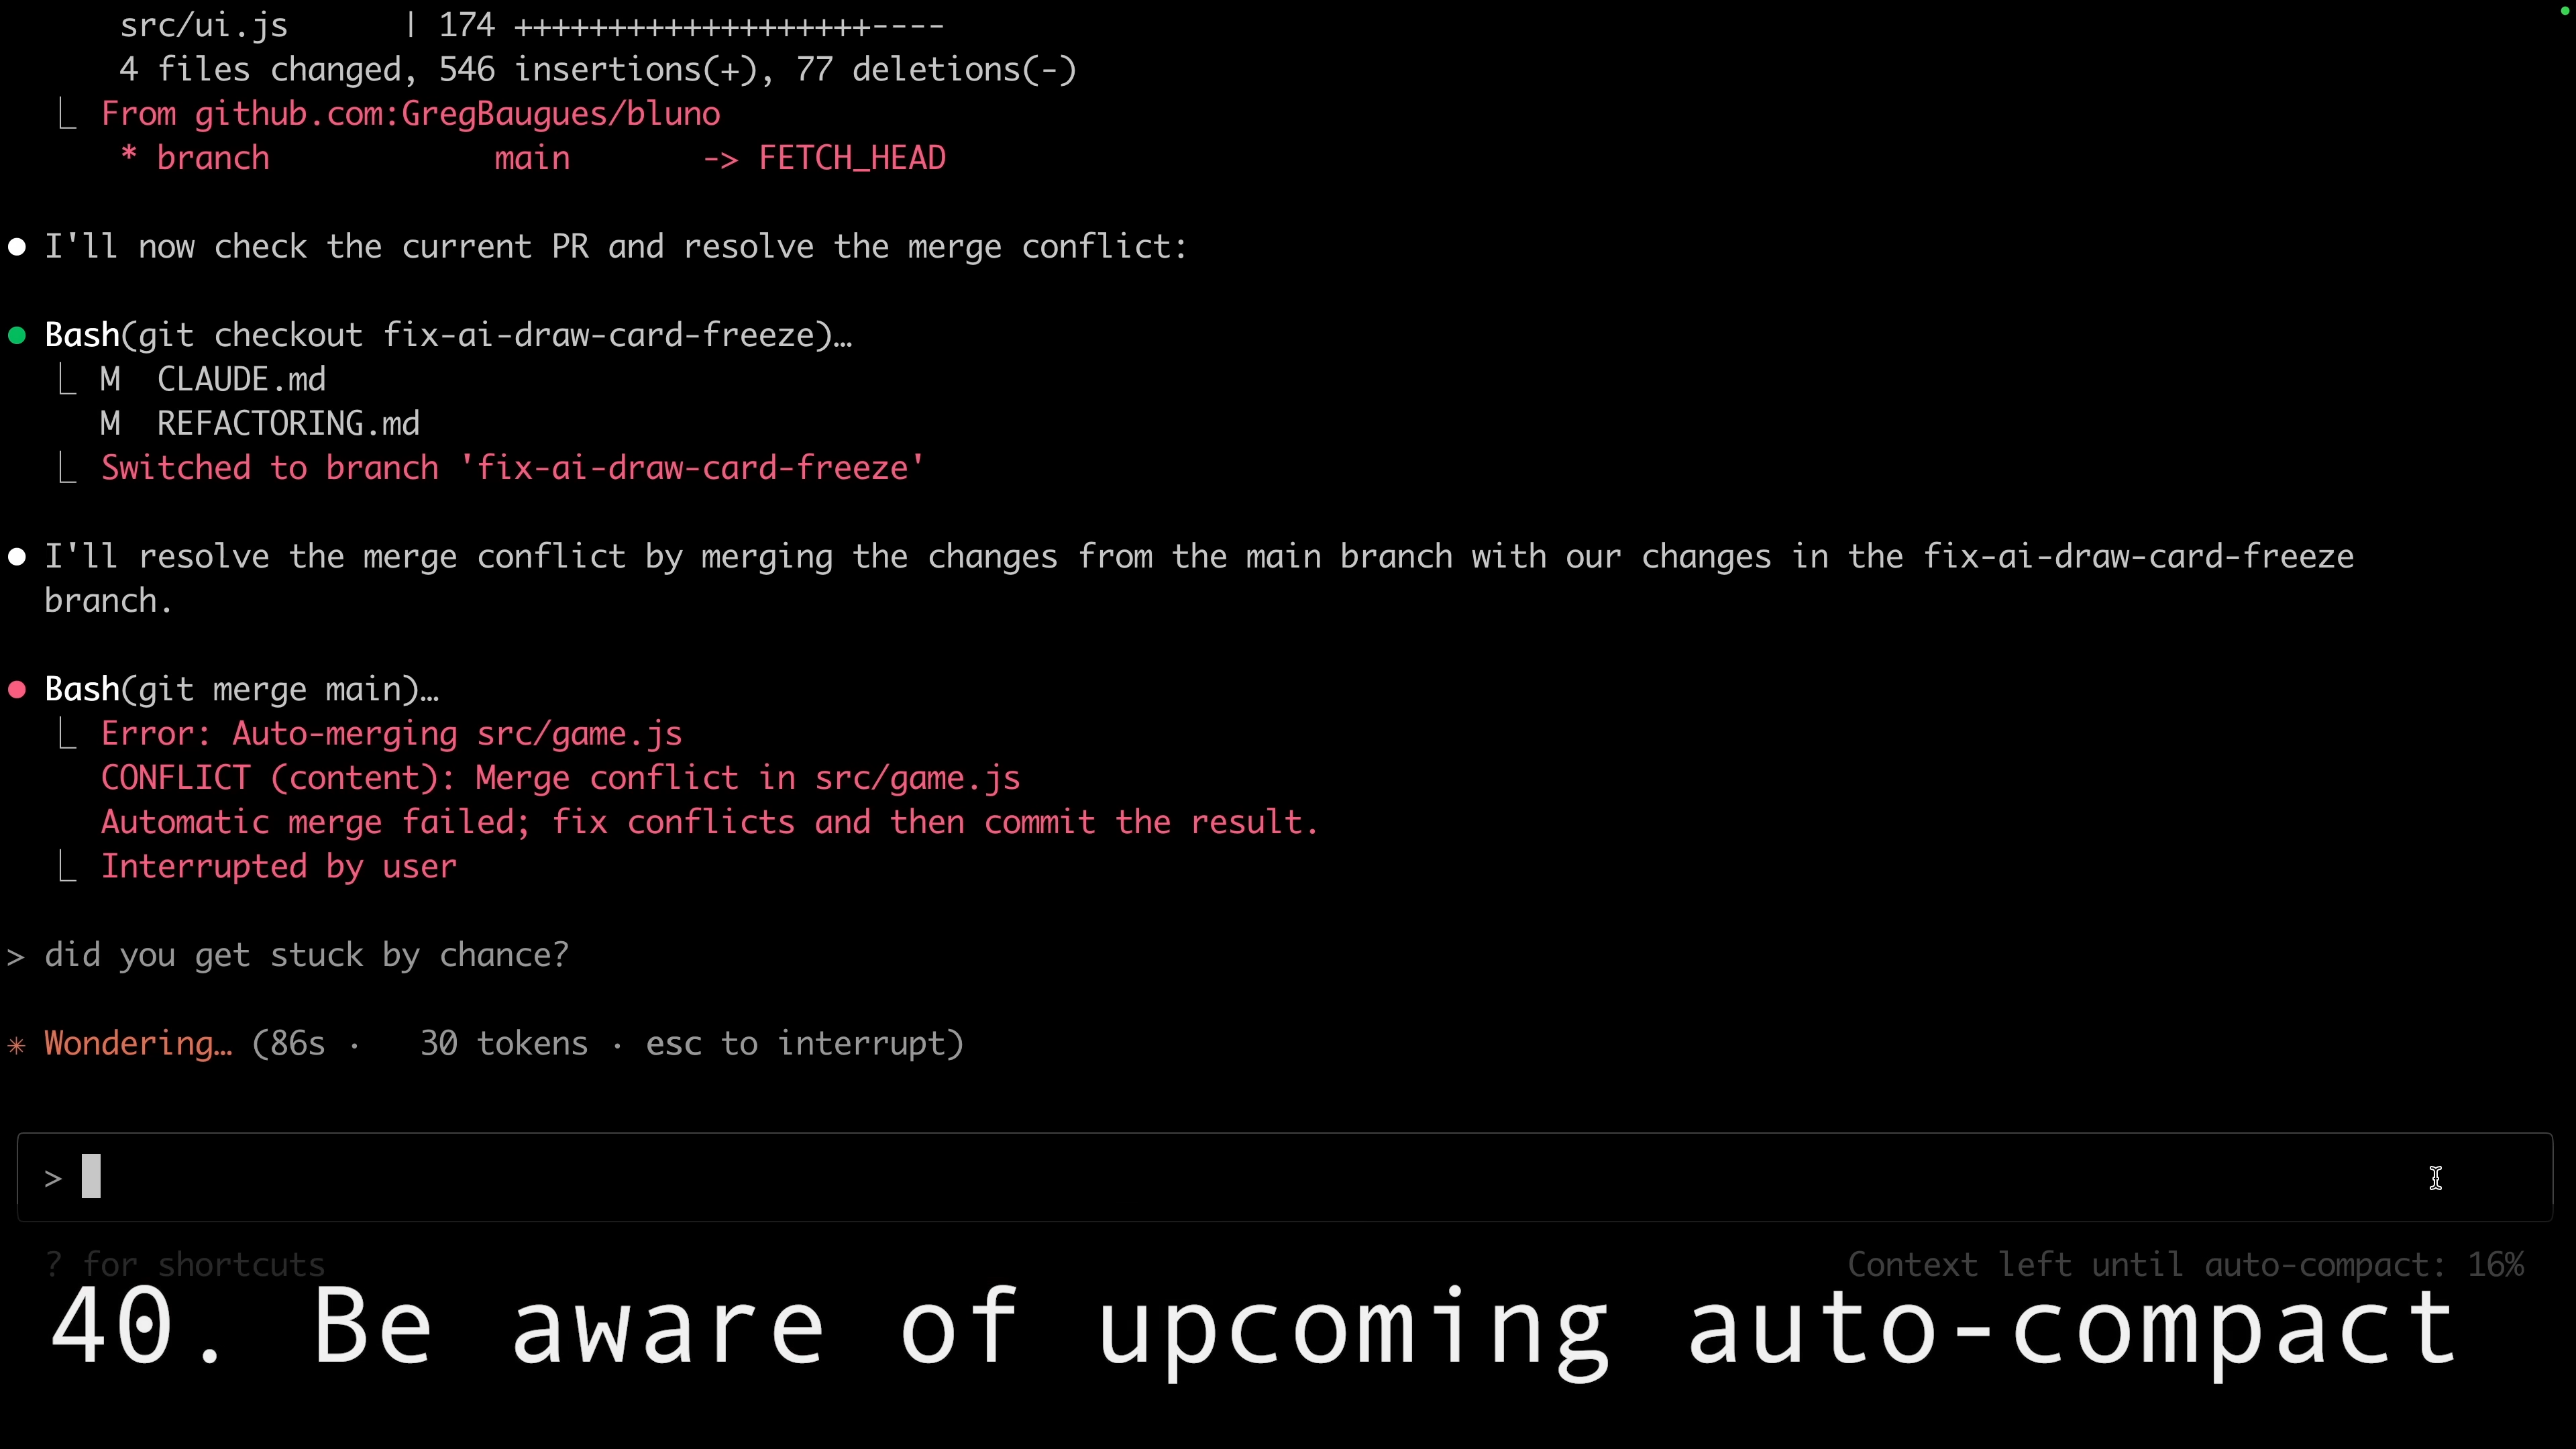 src/ui.js      | 174 +++++++++++++++++++----
4 files changed, 546 insertions(+), 77 deletions(-)
⎿ From github.com:GregBaugues/bluno
* branch            main       -> FETCH_HEAD
● I'll now check the current PR and resolve the merge conflict:
● Bash(git checkout fix-ai-draw-card-freeze)…
⎿ M  CLAUDE.md
M  REFACTORING.md
⎿ Switched to branch 'fix-ai-draw-card-freeze'
● I'll resolve the merge conflict by merging the changes from the main branch with our changes in the fix-ai-draw-card-freeze
branch.
● Bash(git merge main)…
⎿ Error: Auto-merging src/game.js
CONFLICT (content): Merge conflict in src/game.js
Automatic merge failed; fix conflicts and then commit the result.
⎿ Interrupted by user
> did you get stuck by chance?
✳ Wondering… (86s ·   30 tokens · esc to interrupt)
>
? for shortcuts Context left until auto-compact: 16%
40. Be aware of upcoming auto-compact